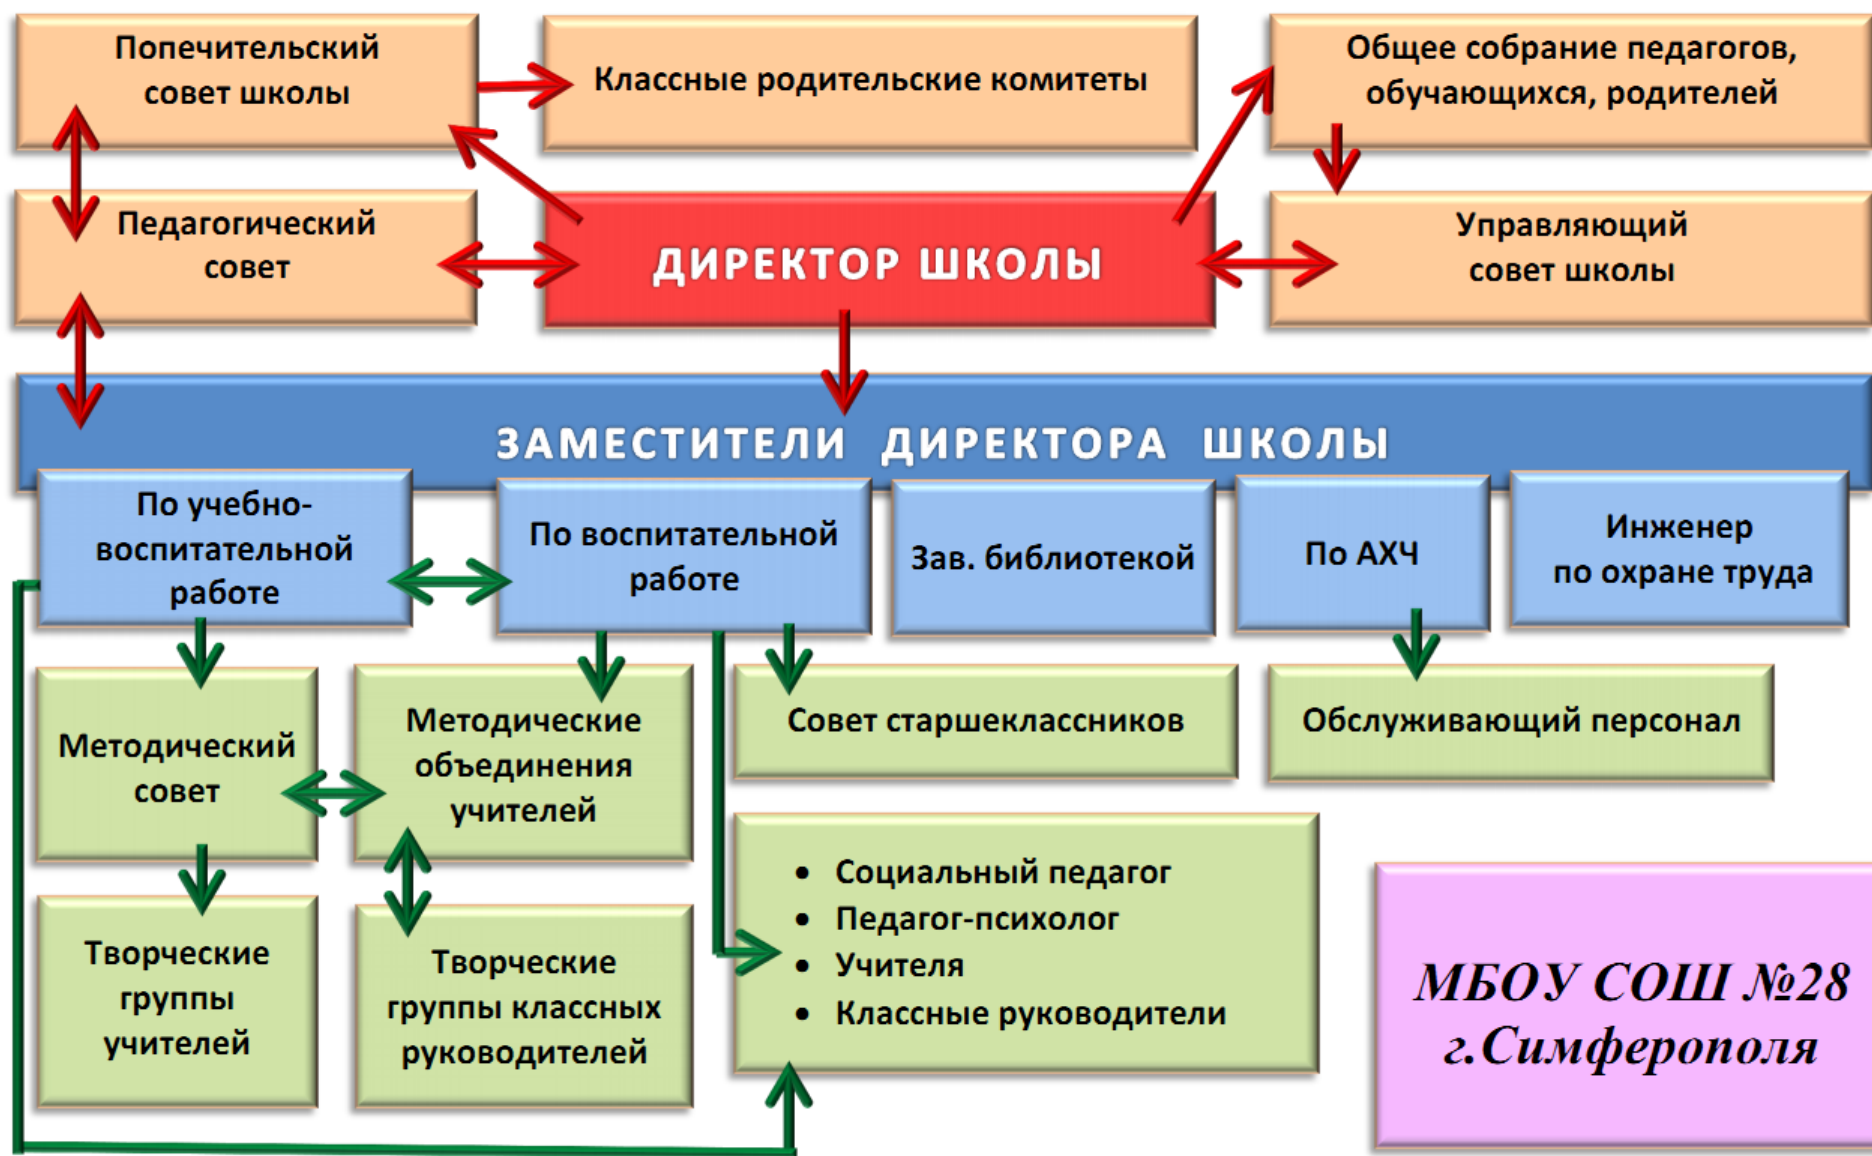 Попечительский
совет школы
Классные родительские комитеты
Общее собрание педагогов,
обучающихся, родителей
Педагогический
совет
ДИРЕКТОР ШКОЛЫ
Управляющий
совет школы
ЗАМЕСТИТЕЛИ ДИРЕКТОРА ШКОЛЫ
По учебно-
воспитательной
работе
По воспитательной
работе
Зав. библиотекой
По АХЧ
Инженер
по охране труда
Методический
совет
Методические
объединения
учителей
Совет старшеклассников
Обслуживающий персонал
Творческие
группы
учителей
Творческие
группы классных
руководителей
• Социальный педагог
• Педагог-психолог
• Учителя
• Классные руководители
МБОУ СОШ №28
г.Симферополя